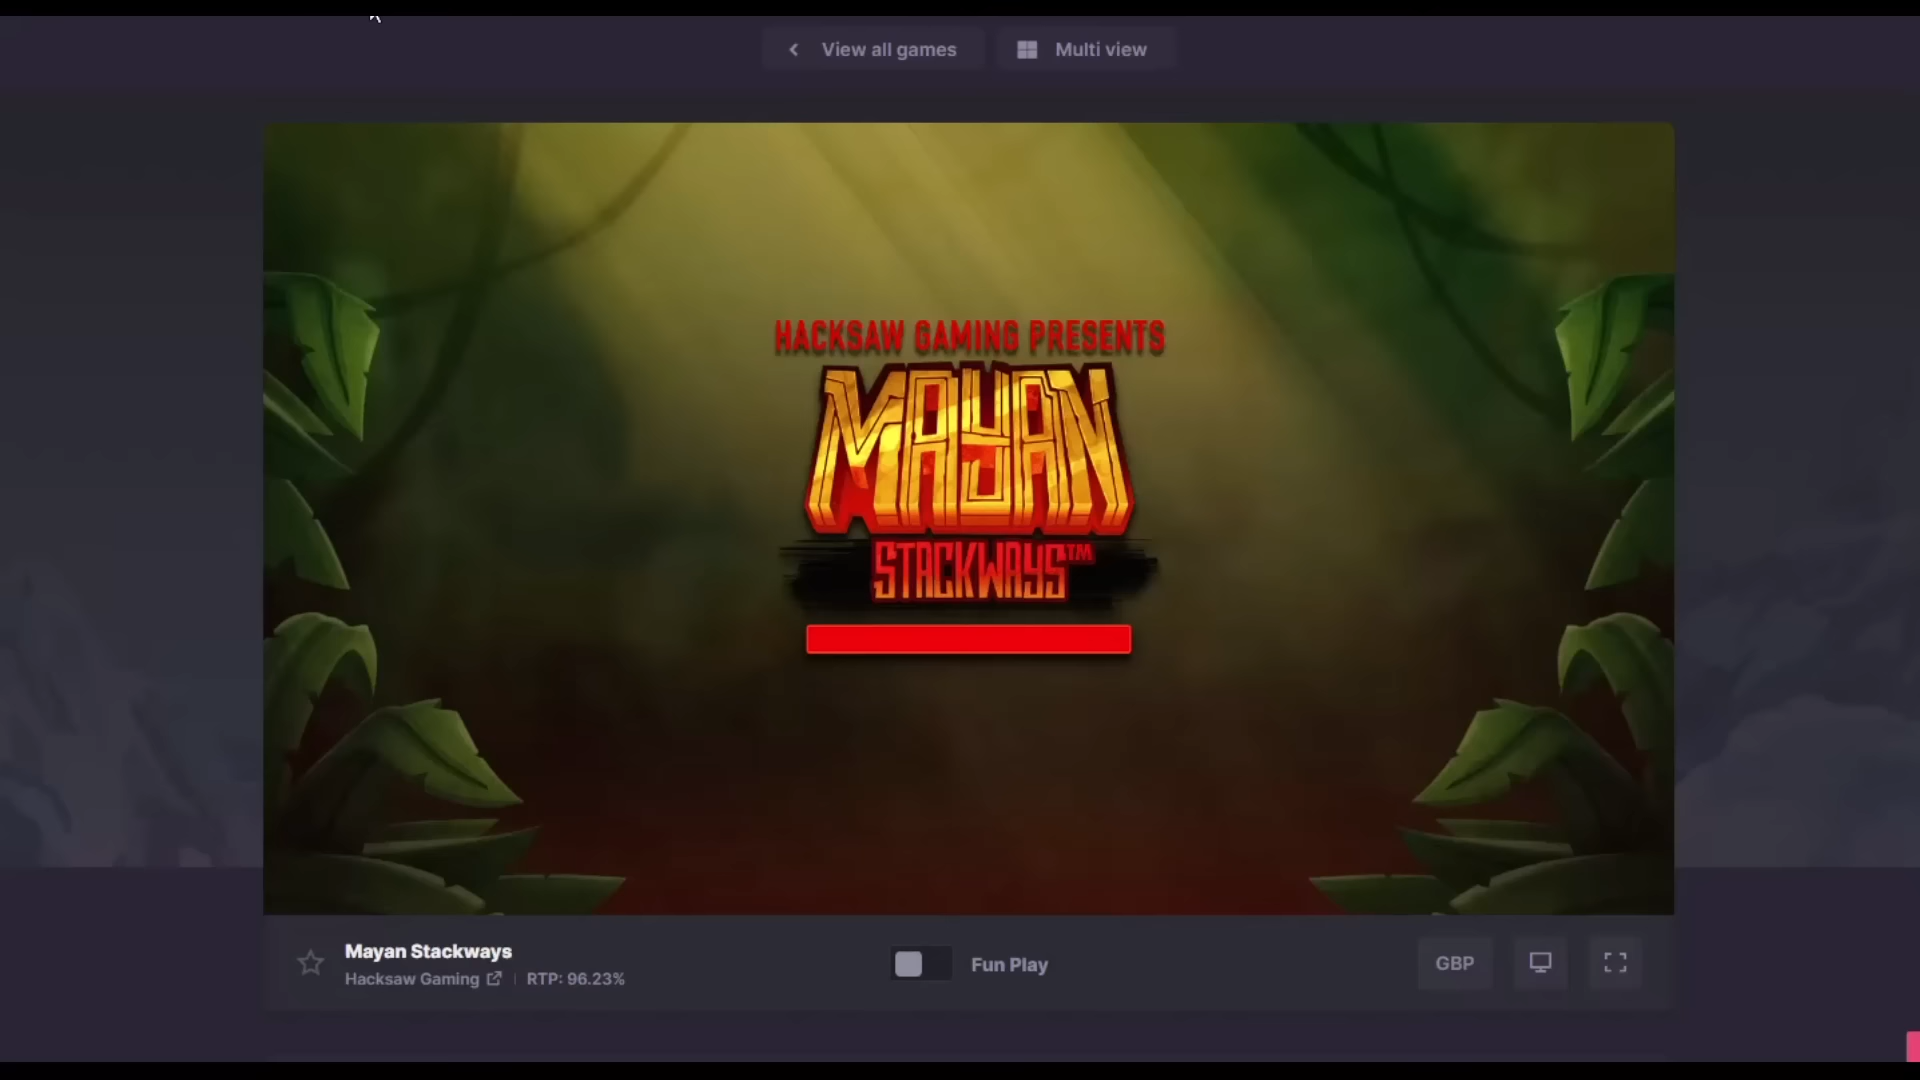 View all games
Multi view
HACKSAW GAMING PRESENTS
MAYAN
STACKWAYS™
Mayan Stackways
Hacksaw Gaming | RTP: 96.23%
Fun Play
GBP